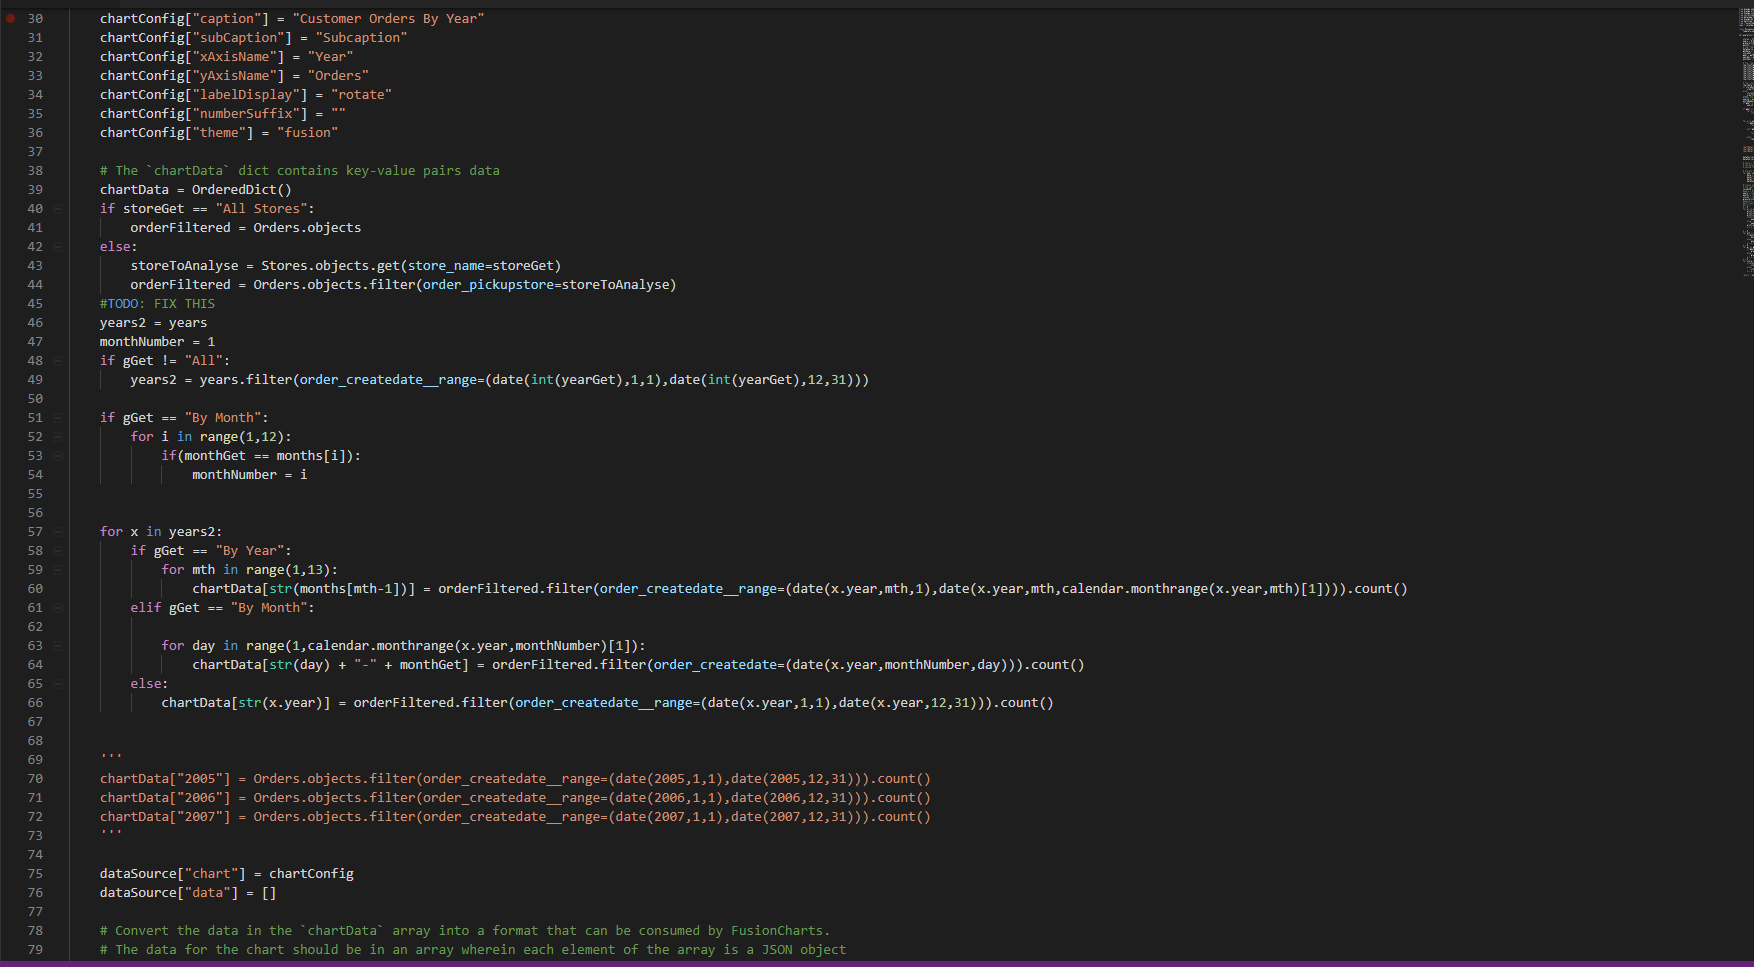 30 chartConfig["caption"] = "Customer Orders By Year"
31 chartConfig["subCaption"] = "Subcaption"
32 chartConfig["xAxisName"] = "Year"
33 chartConfig["yAxisName"] = "Orders"
34 chartConfig["labelDisplay"] = "rotate"
35 chartConfig["numberSuffix"] = ""
36 chartConfig["theme"] = "fusion"
37
38 # The `chartData` dict contains key-value pairs data
39 chartData = OrderedDict()
40 if storeGet == "All Stores":
41     orderFiltered = Orders.objects
42 else:
43     storeToAnalyse = Stores.objects.get(store_name=storeGet)
44     orderFiltered = Orders.objects.filter(order_pickupstore=storeToAnalyse)
45 #TODO: FIX THIS
46 years2 = years
47 monthNumber = 1
48 if gGet != "All":
49     years2 = years.filter(order_createdate__range=(date(int(yearGet),1,1),date(int(yearGet),12,31)))
50
51 if gGet == "By Month":
52     for i in range(1,12):
53         if(monthGet == months[i]):
54             monthNumber = i
55
56
57 for x in years2:
58     if gGet == "By Year":
59         for mth in range(1,13):
60             chartData[str(months[mth-1])] = orderFiltered.filter(order_createdate__range=(date(x.year,mth,1),date(x.year,mth,calendar.monthrange(x.year,mth)[1]))).count()
61     elif gGet == "By Month":
62
63         for day in range(1,calendar.monthrange(x.year,monthNumber)[1]):
64             chartData[str(day) + "-" + monthGet] = orderFiltered.filter(order_createdate=(date(x.year,monthNumber,day))).count()
65     else:
66         chartData[str(x.year)] = orderFiltered.filter(order_createdate__range=(date(x.year,1,1),date(x.year,12,31))).count()
67
68
69 '''
70 chartData["2005"] = Orders.objects.filter(order_createdate__range=(date(2005,1,1),date(2005,12,31))).count()
71 chartData["2006"] = Orders.objects.filter(order_createdate__range=(date(2006,1,1),date(2006,12,31))).count()
72 chartData["2007"] = Orders.objects.filter(order_createdate__range=(date(2007,1,1),date(2007,12,31))).count()
73 '''
74
75 dataSource["chart"] = chartConfig
76 dataSource["data"] = []
77
78 # Convert the data in the `chartData` array into a format that can be consumed by FusionCharts.
79 # The data for the chart should be in an array wherein each element of the array is a JSON object